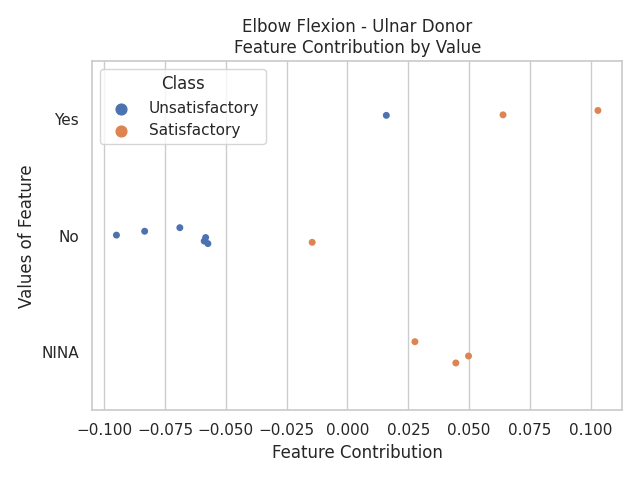 Elbow Flexion - Ulnar Donor
Feature Contribution by Value
Class
Unsatisfactory
Satisfactory
Values of Feature
Yes
No
NINA
−0.100 −0.075 −0.050 −0.025 0.000 0.025 0.050 0.075 0.100
Feature Contribution